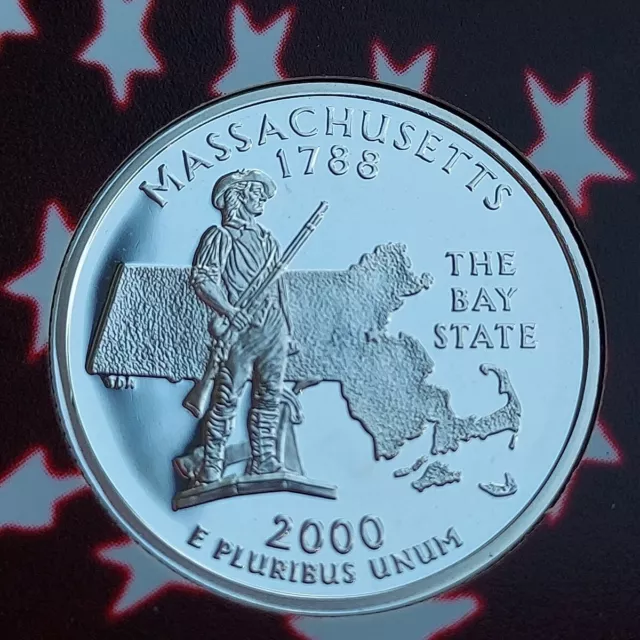 MASSACHUSETTS
1788
THE
BAY
STATE
2000
E PLURIBUS UNUM